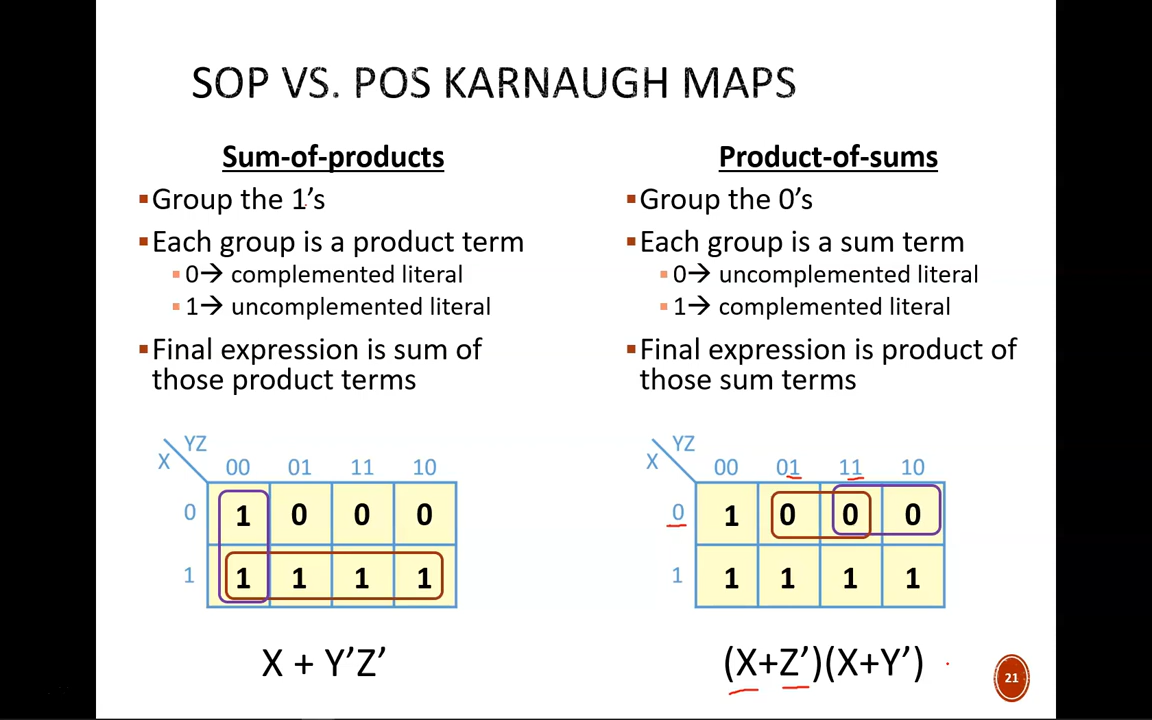 SOP VS. POS KARNAUGH MAPS
Sum-of-products
▪Group the 1’s
▪Each group is a product term
▪ 0→ complemented literal
▪ 1→ uncomplemented literal
▪Final expression is sum of
those product terms
YZ
X
00 01 11 10
0 1 0 0 0
1 1 1 1 1
X + Y’Z’
Product-of-sums
▪Group the 0’s
▪Each group is a sum term
▪ 0→ uncomplemented literal
▪ 1→ complemented literal
▪Final expression is product of
those sum terms
YZ
X
00 01 11 10
0 1 0 0 0
1 1 1 1 1
(X+Z’)(X+Y’)
21